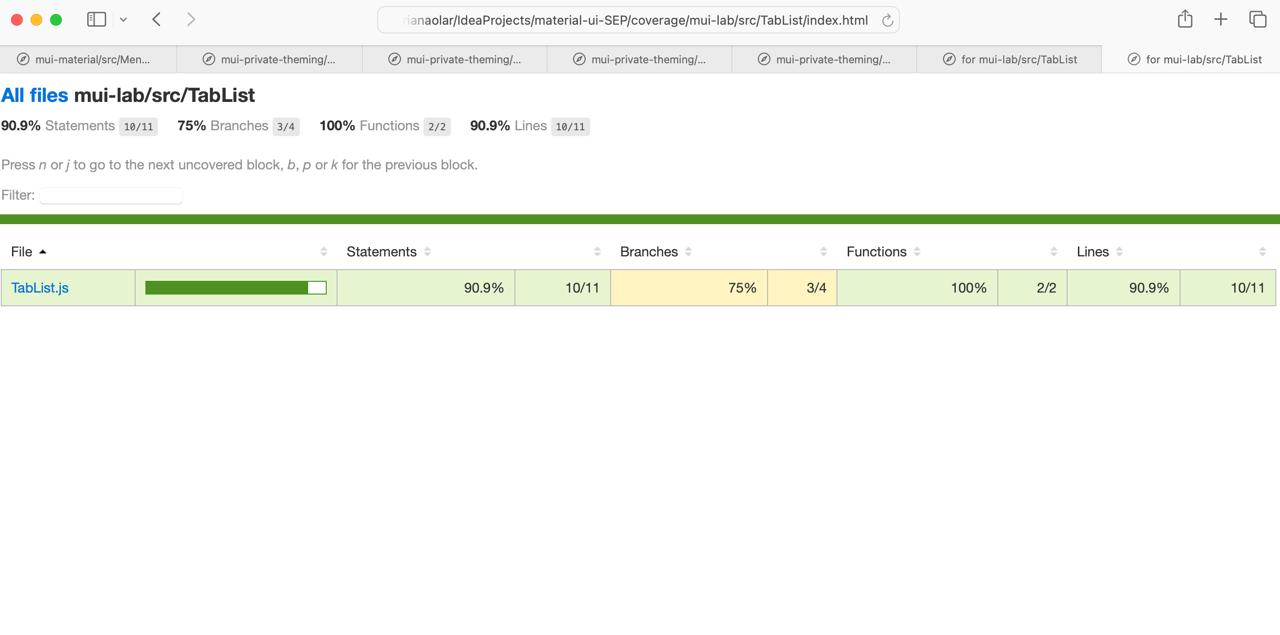 ianaolar/IdeaProjects/material-ui-SEP/coverage/mui-lab/src/TabList/index.html
mui-material/src/Men... mui-private-theming/... mui-private-theming/... mui-private-theming/... mui-private-theming/... for mui-lab/src/TabList for mui-lab/src/TabList
All files mui-lab/src/TabList
90.9% Statements 10/11 75% Branches 3/4 100% Functions 2/2 90.9% Lines 10/11
Press n or j to go to the next uncovered block, b, p or k for the previous block.
Filter:
File Statements Branches Functions Lines
TabList.js 90.9% 10/11 75% 3/4 100% 2/2 90.9% 10/11